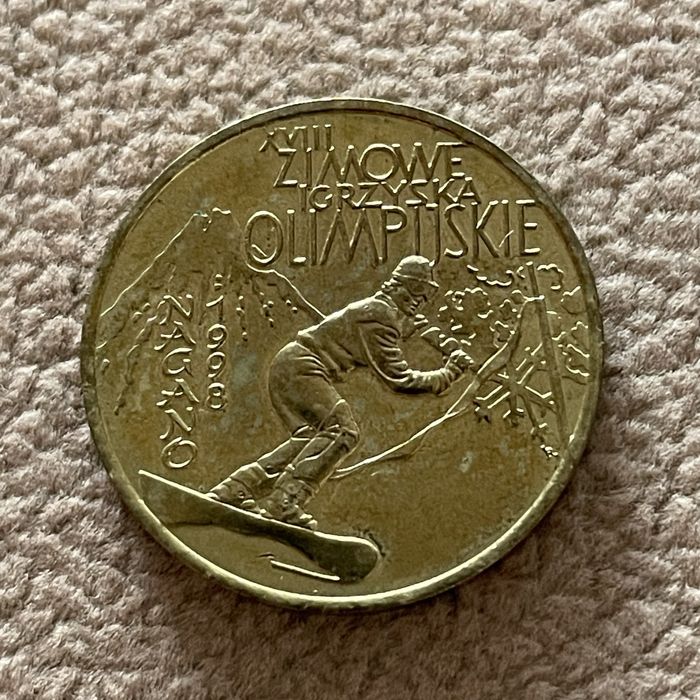 XVIII
ZIMOWE
IGRZYSKA
OLIMPIJSKIE
NAGANO
1998